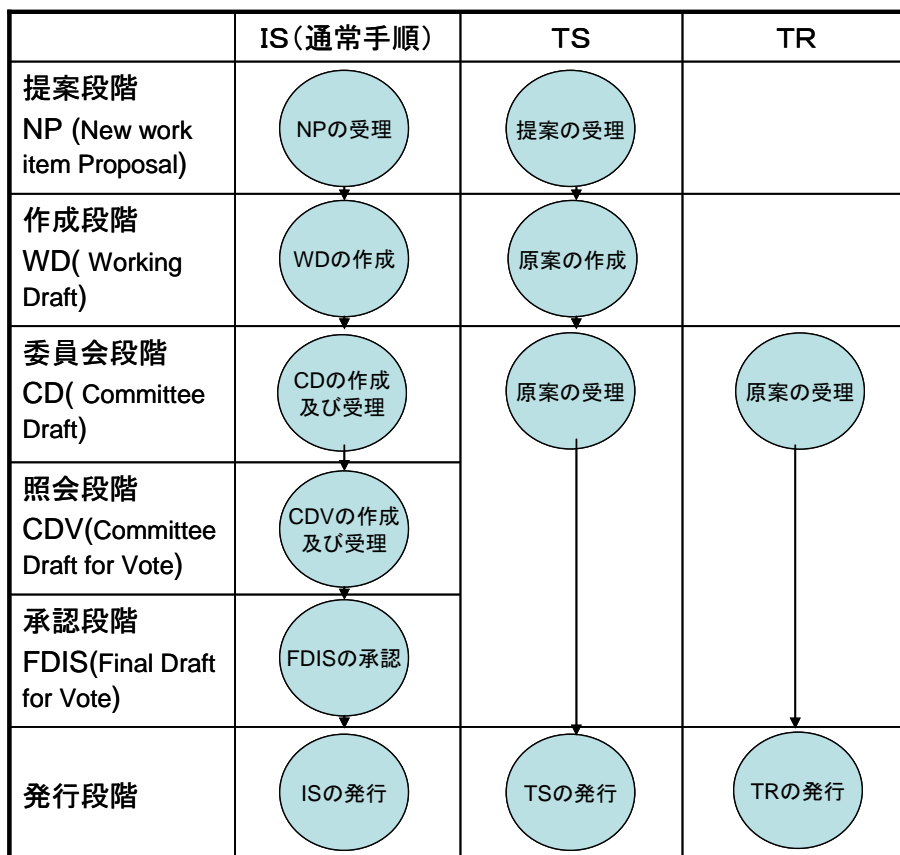 IS(通常手順)
TS
TR
提案段階
NP (New work
item Proposal)
NPの受理
提案の受理
作成段階
WD( Working
Draft)
WDの作成
原案の作成
委員会段階
CD( Committee
Draft)
CDの作成
及び受理
原案の受理
原案の受理
照会段階
CDV(Committee
Draft for Vote)
CDVの作成
及び受理
承認段階
FDIS(Final Draft
for Vote)
FDISの承認
発行段階
ISの発行
TSの発行
TRの発行